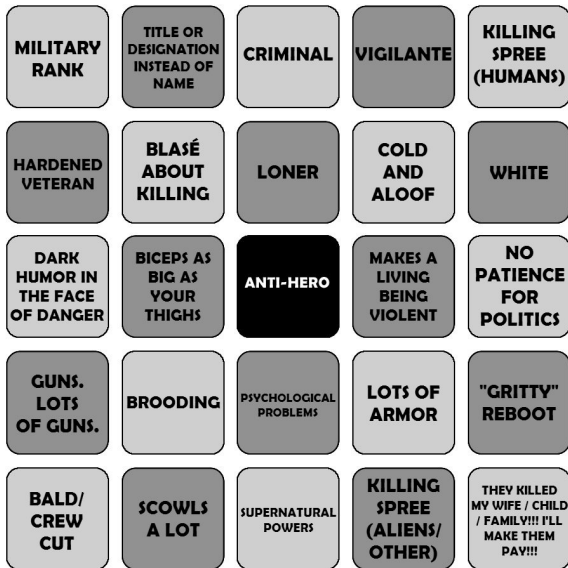 MILITARY
RANK
TITLE OR
DESIGNATION
INSTEAD OF
NAME
CRIMINAL
VIGILANTE
KILLING
SPREE
(HUMANS)
HARDENED
VETERAN
BLASÉ
ABOUT
KILLING
LONER
COLD
AND
ALOOF
WHITE
DARK
HUMOR IN
THE FACE
OF DANGER
BICEPS AS
BIG AS
YOUR
THIGHS
ANTI-HERO
MAKES A
LIVING
BEING
VIOLENT
NO
PATIENCE
FOR
POLITICS
GUNS.
LOTS
OF GUNS.
BROODING
PSYCHOLOGICAL
PROBLEMS
LOTS OF
ARMOR
"GRITTY"
REBOOT
BALD/
CREW
CUT
SCOWLS
A LOT
SUPERNATURAL
POWERS
KILLING
SPREE
(ALIENS/
OTHER)
THEY KILLED
MY WIFE / CHILD
/ FAMILY!!! I'LL
MAKE THEM
PAY!!!